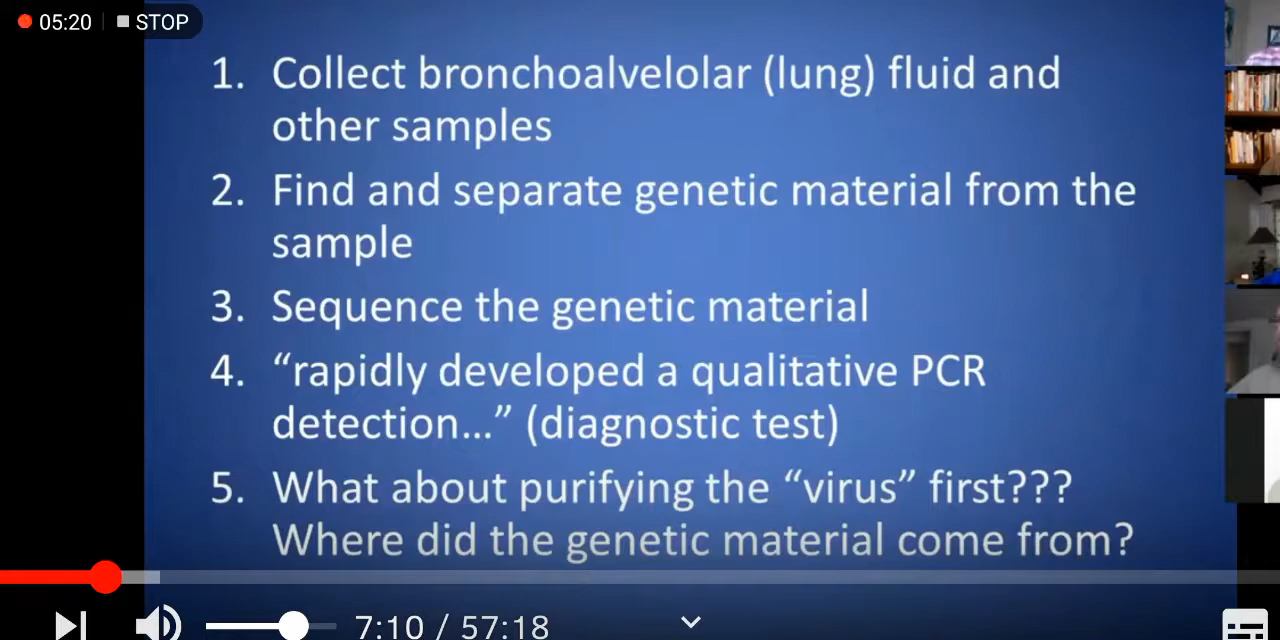 05:20 STOP
1. Collect bronchoalvelolar (lung) fluid and
other samples
2. Find and separate genetic material from the
sample
3. Sequence the genetic material
4. “rapidly developed a qualitative PCR
detection...” (diagnostic test)
5. What about purifying the “virus” first???
Where did the genetic material come from?
7:10 / 57:18